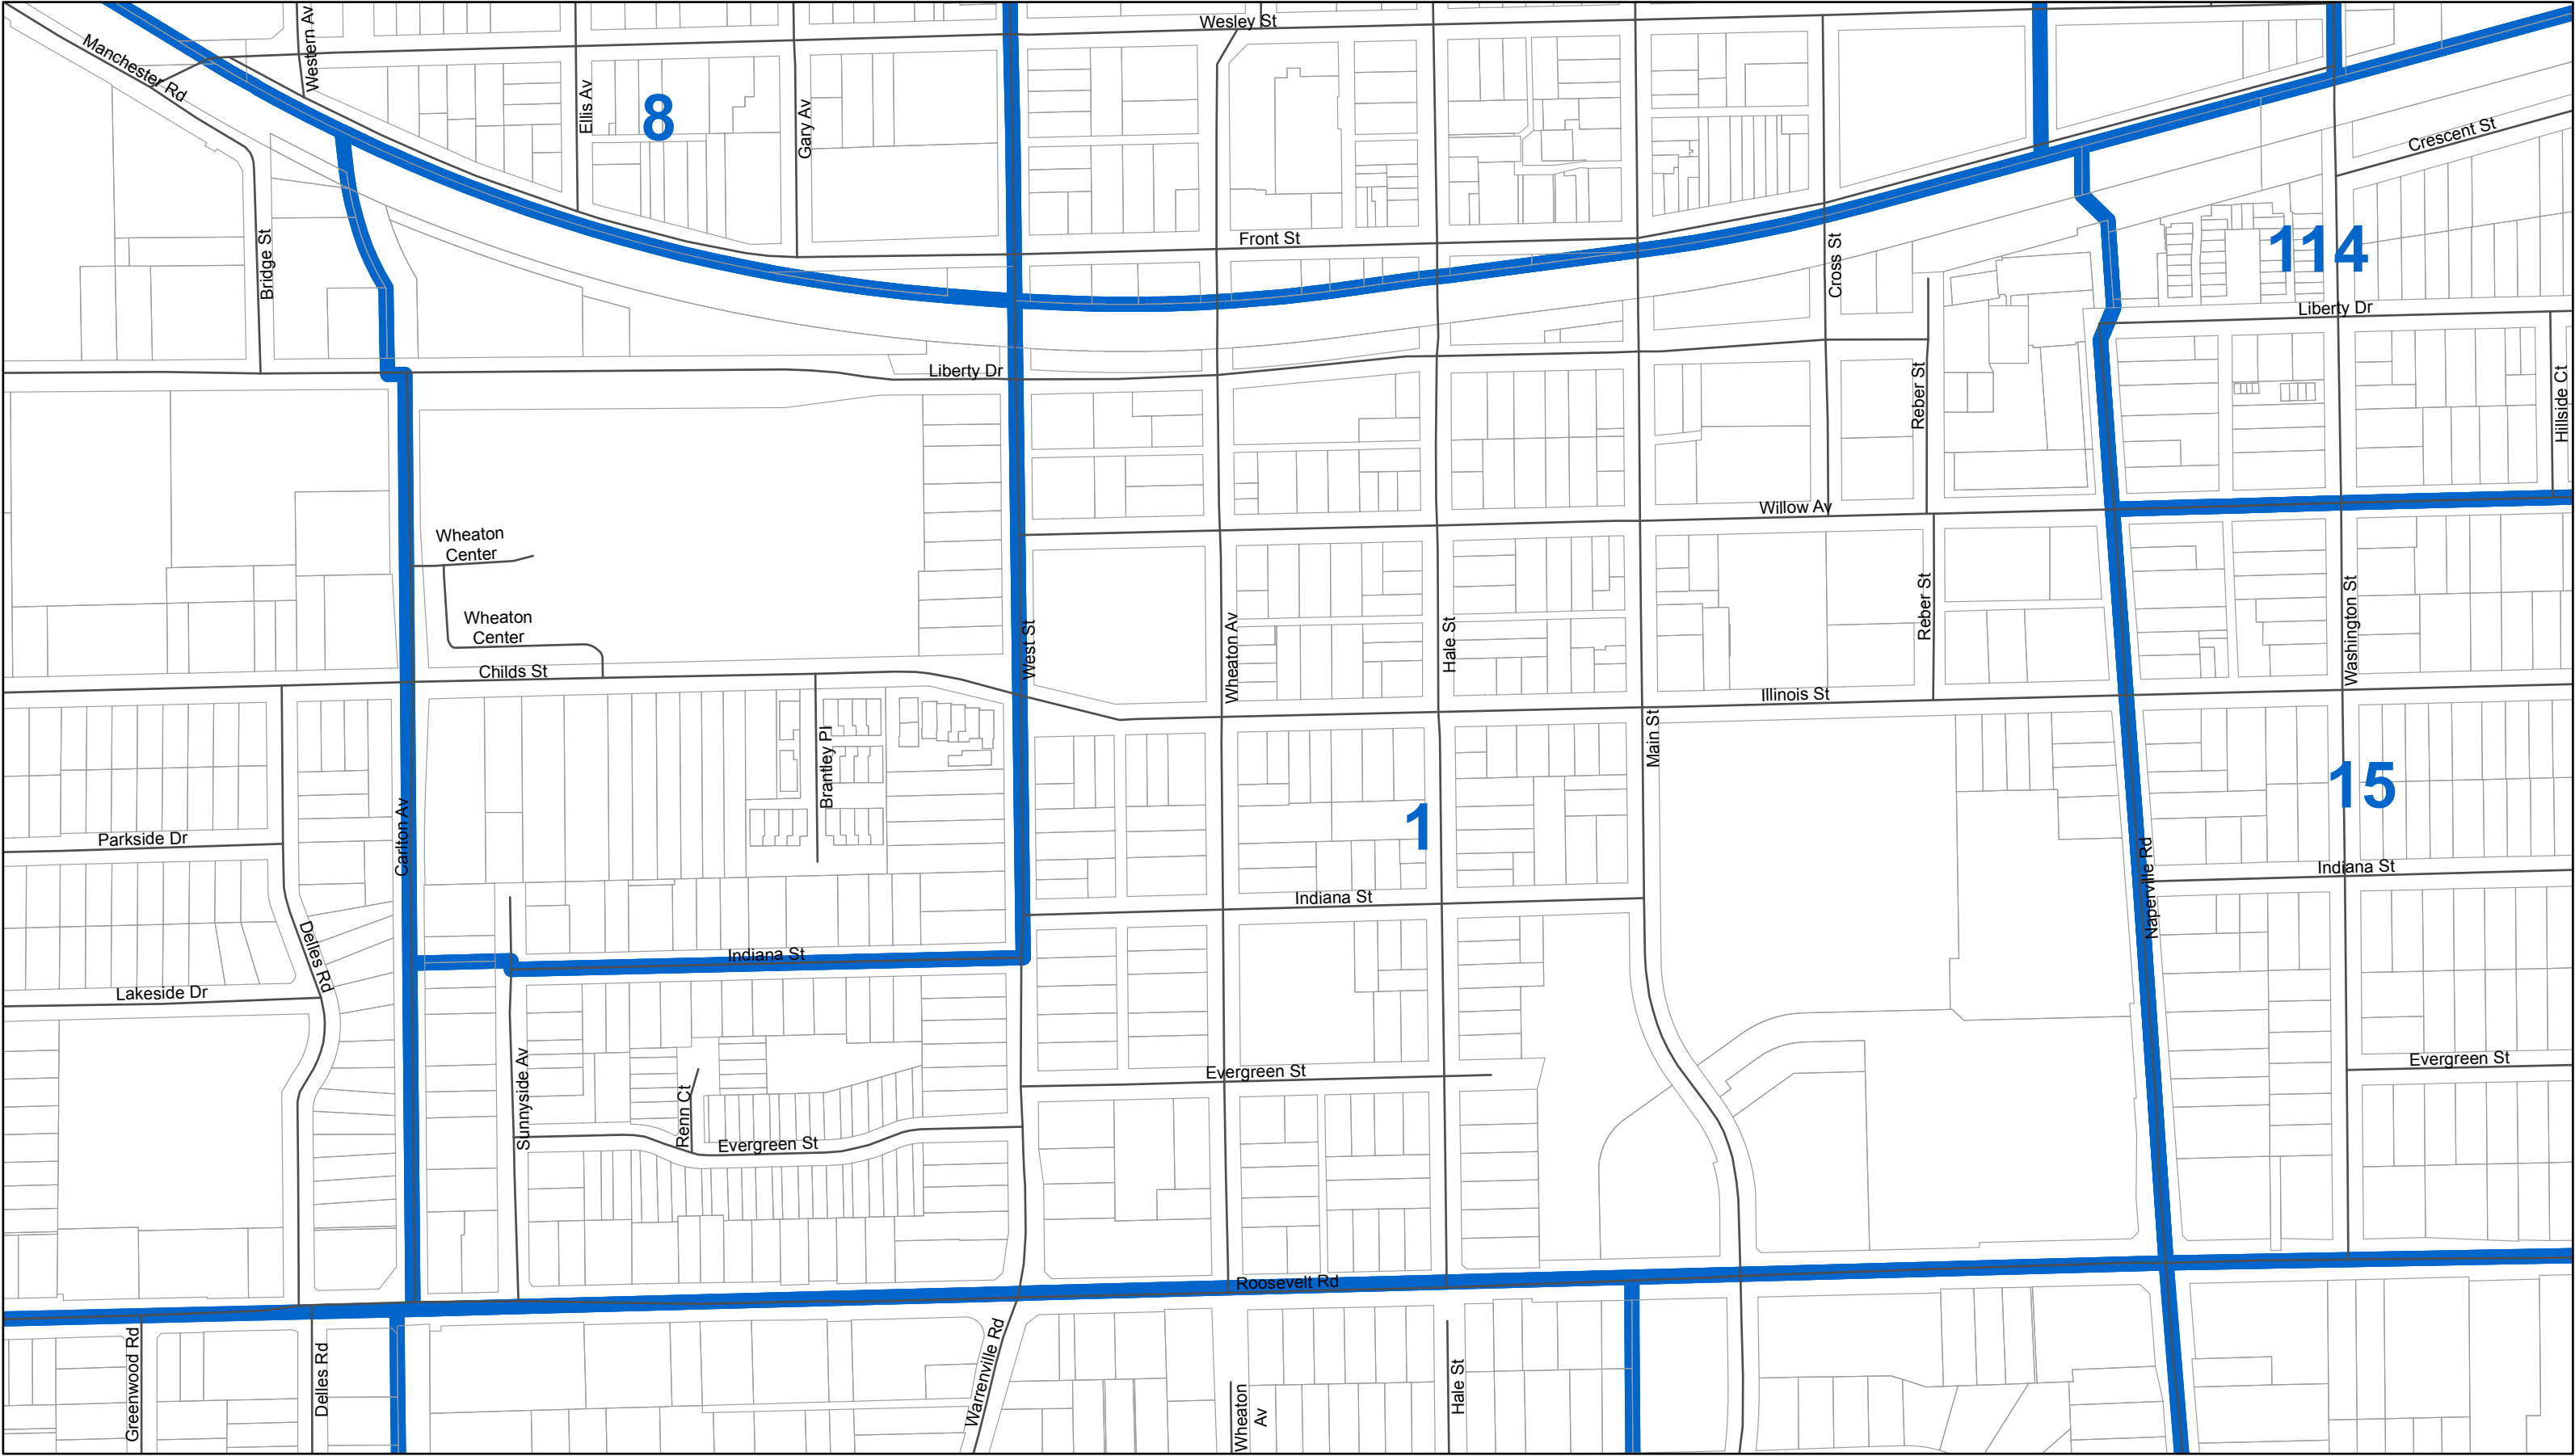 Wesley St
Western Av
Manchester Rd
Ellis Av
8
Gary Av
Crescent St
Front St
Bridge St
Cross St
114
Liberty Dr
Liberty Dr
Reber St
Hillside Ct
Willow Av
Wheaton
Center
Wheaton
Center
Childs St
West St
Wheaton Av
Hale St
Reber St
Washington St
Illinois St
Main St
Brantley Pl
15
1
Carlton Av
Parkside Dr
Naperville Rd
Indiana St
Indiana St
Indiana St
Delles Rd
Lakeside Dr
Evergreen St
Evergreen St
Sunnyside Av
Renn Ct
Evergreen St
Roosevelt Rd
Greenwood Rd
Delles Rd
Warrenville Rd
Wheaton
Av
Hale St